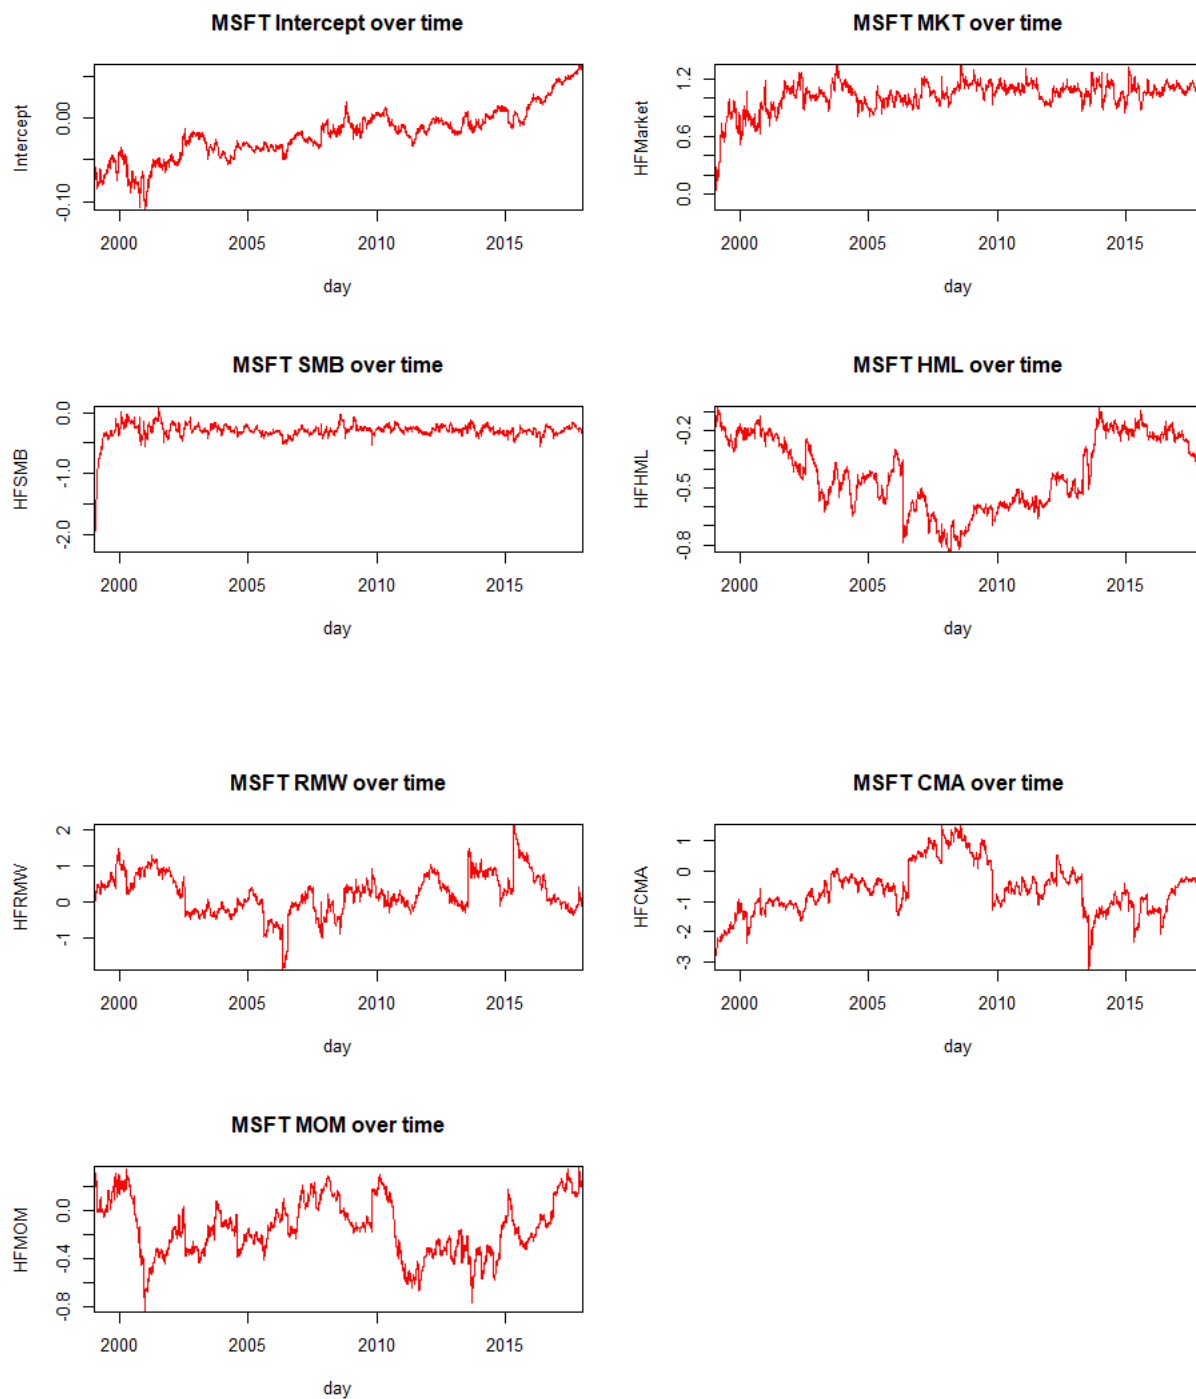 MSFT Intercept over time
Intercept
0.00
-0.10
2000 2005 2010 2015
day
MSFT MKT over time
HFMarket
1.2
0.6
0.0
2000 2005 2010 2015
day
MSFT SMB over time
HFSMB
0.0
-1.0
-2.0
2000 2005 2010 2015
day
MSFT HML over time
HFHML
-0.2
-0.5
-0.8
2000 2005 2010 2015
day
MSFT RMW over time
HFRMW
2
1
0
-1
2000 2005 2010 2015
day
MSFT CMA over time
HFCMA
1
0
-1
-2
-3
2000 2005 2010 2015
day
MSFT MOM over time
HFMOM
0.0
-0.4
-0.8
2000 2005 2010 2015
day